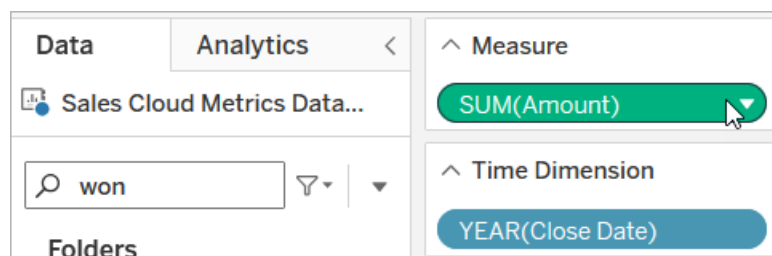 Data
Analytics
Sales Cloud Metrics Data...
won
Folders
Measure
SUM(Amount)
Time Dimension
YEAR(Close Date)